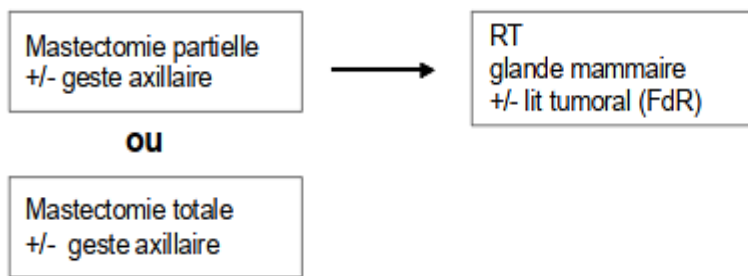 Mastectomie partielle
+/- geste axillaire
RT
glande mammaire
+/- lit tumoral (FdR)
ou
Mastectomie totale
+/- geste axillaire